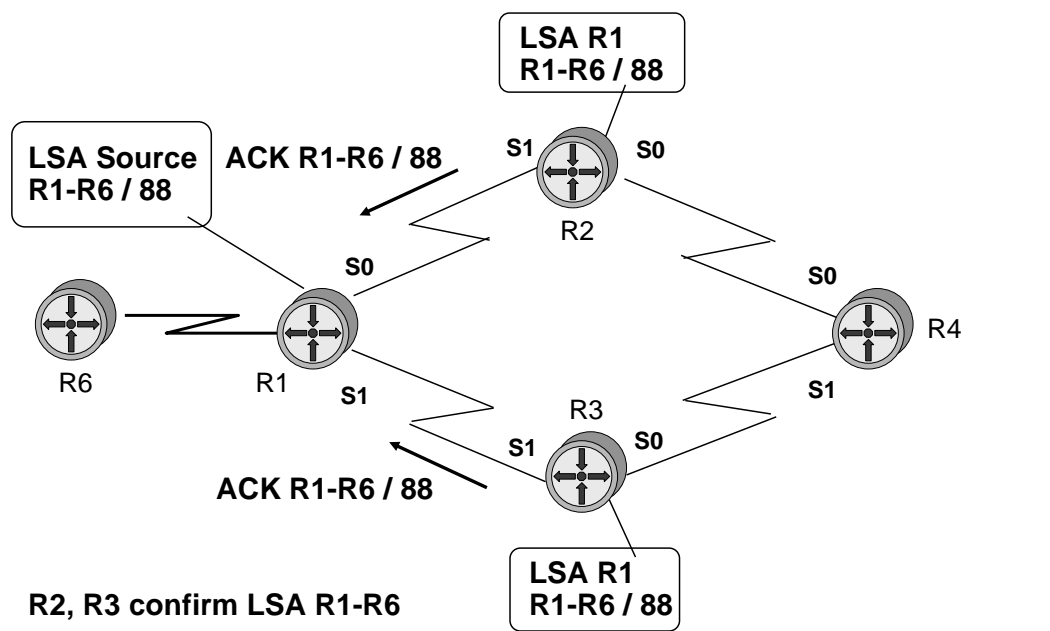 LSA R1
R1-R6 / 88
LSA Source
R1-R6 / 88
ACK R1-R6 / 88
S1
S0
R2
S0
S0
R6
R1
R4
S1
S1
R3
S1
S0
ACK R1-R6 / 88
LSA R1
R1-R6 / 88
R2, R3 confirm LSA R1-R6